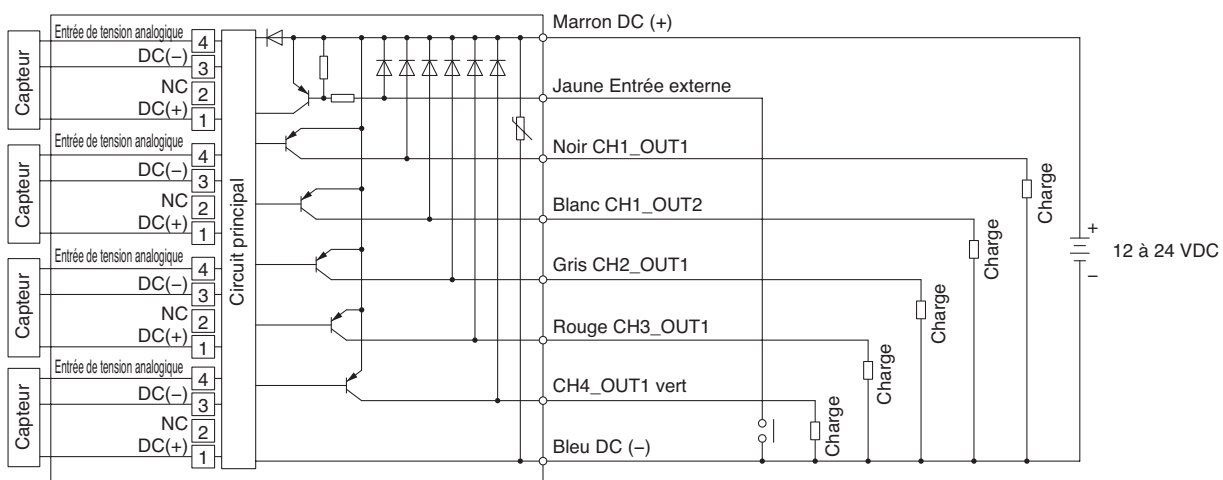 Capteur
Entrée de tension analogique 4
DC(−) 3
NC 2
DC(+) 1
Capteur
Entrée de tension analogique 4
DC(−) 3
NC 2
DC(+) 1
Capteur
Entrée de tension analogique 4
DC(−) 3
NC 2
DC(+) 1
Capteur
Entrée de tension analogique 4
DC(−) 3
NC 2
DC(+) 1
Circuit principal
Marron DC (+)
Jaune Entrée externe
Noir CH1_OUT1
Blanc CH1_OUT2
Gris CH2_OUT1
Rouge CH3_OUT1
CH4_OUT1 vert
Bleu DC (−)
Charge
Charge
Charge
Charge
Charge
+
12 à 24 VDC
−